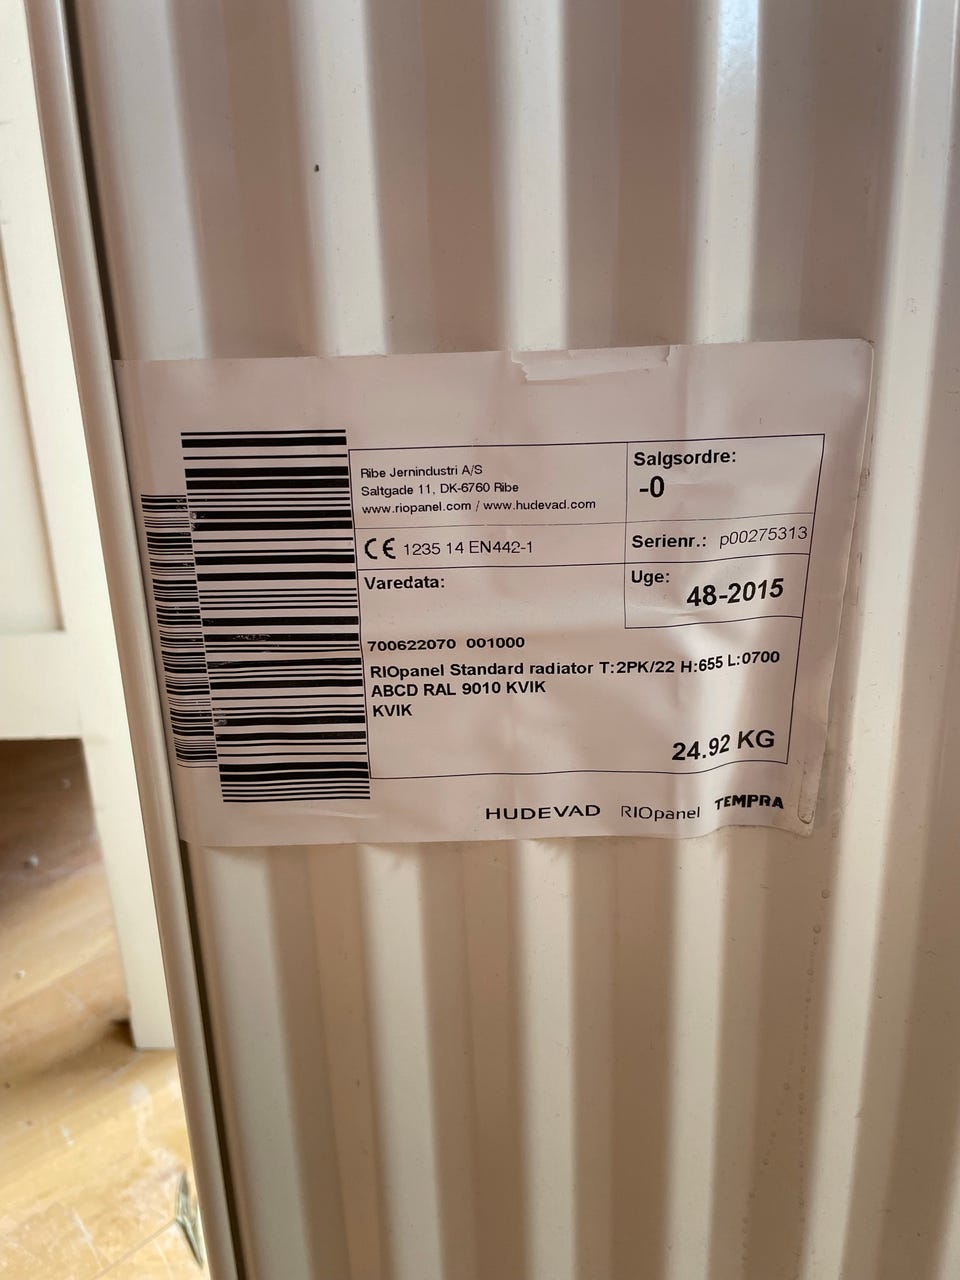 Ribe Jernindustri A/S
Saltgade 11, DK-6760 Ribe
www.riopanel.com / www.hudevad.com
Salgsordre:
-0
CE 1235 14 EN442-1
Serienr.: p00275313
Varedata:
Uge:
48-2015
700622070 001000
RIOpanel Standard radiator T:2PK/22 H:655 L:0700
ABCD RAL 9010 KVIK
KVIK
24.92 KG
HUDEVAD RIOpanel TEMPRA